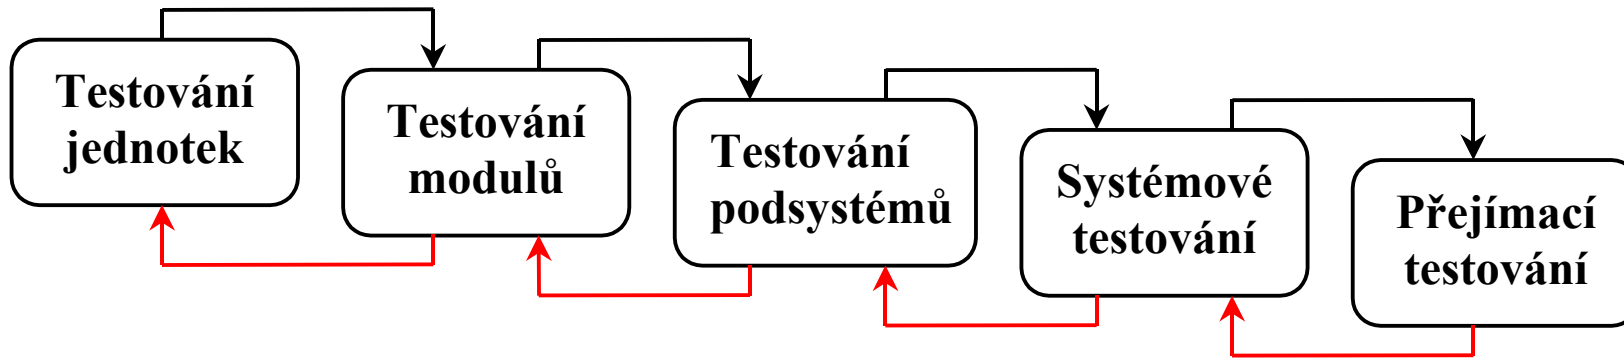 Testování
jednotek
Testování
modulů
Testování
podsystémů
Systémové
testování
Přejímací
testování